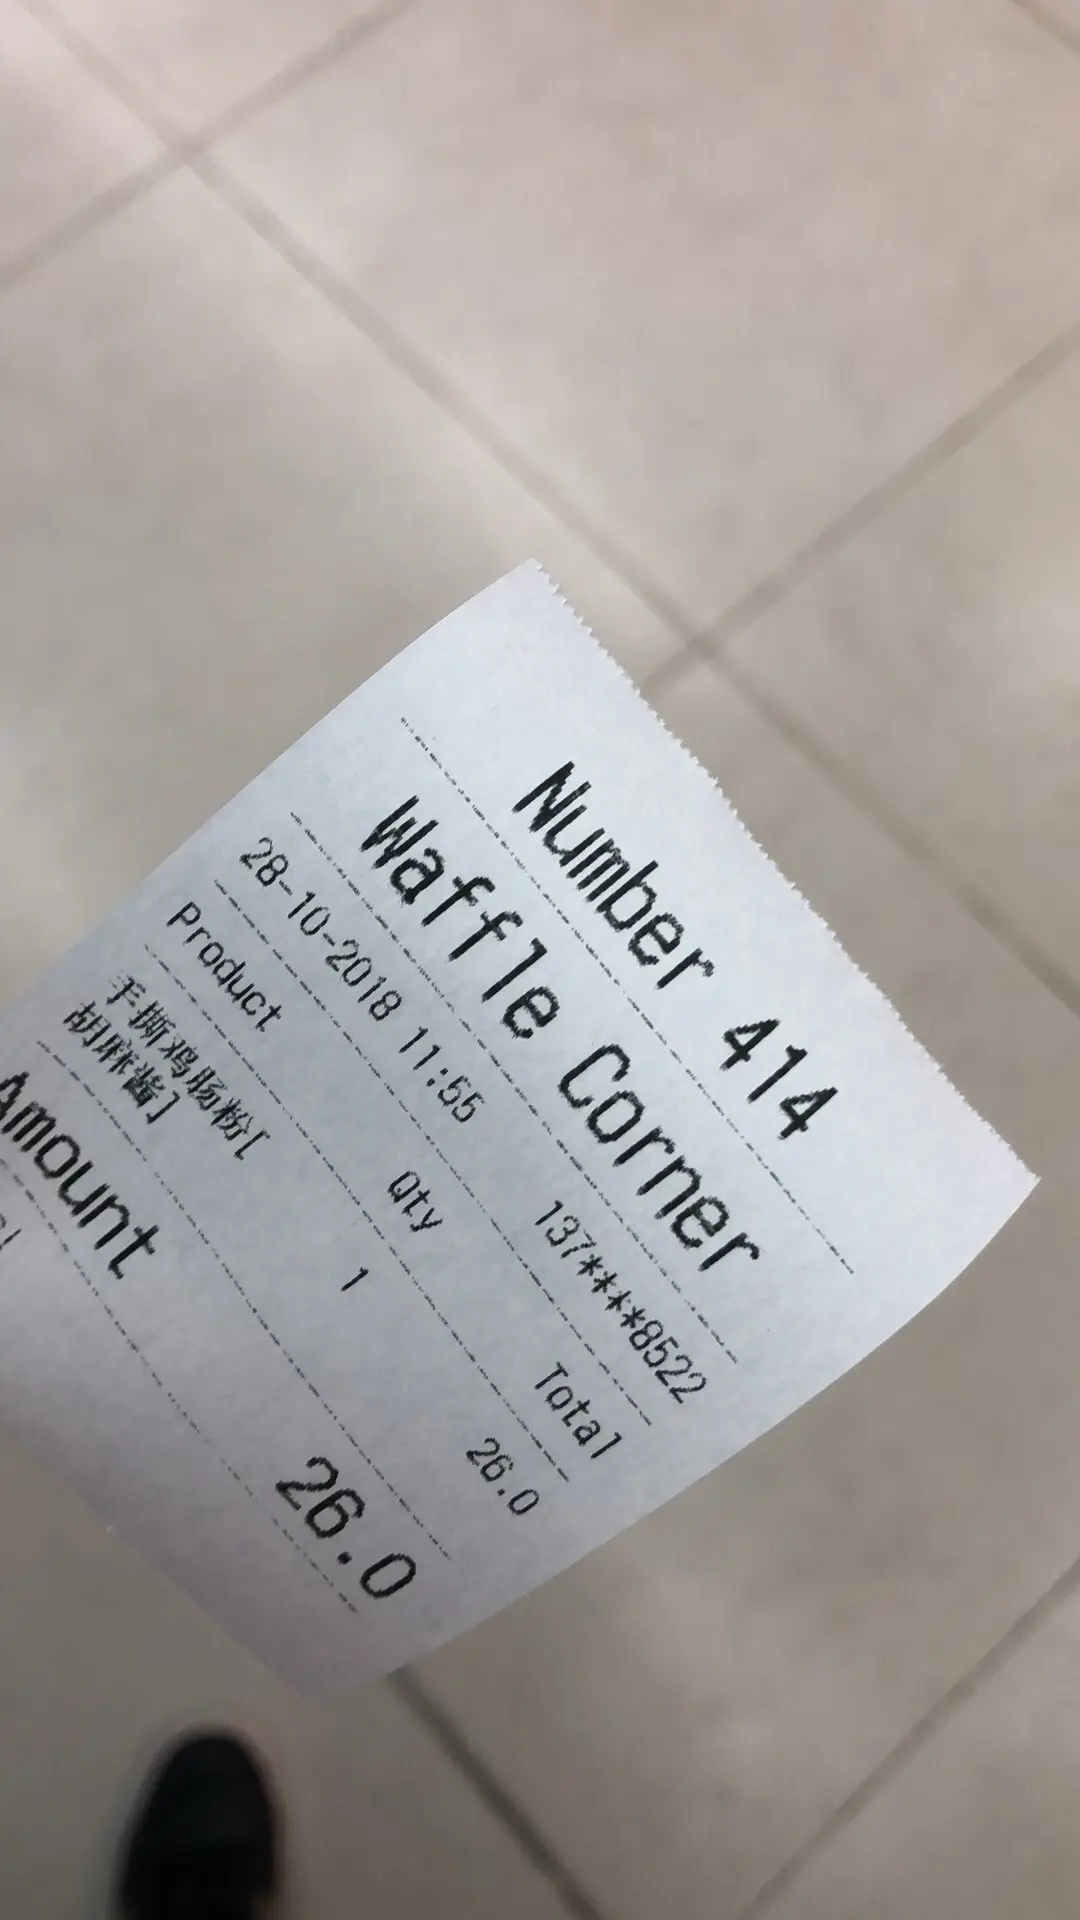 Number 414
Waffle Corner
28-10-2018 11:55 137****8522
Product Qty Total
手撕鸡肠粉[ 1 26.0
胡麻酱]
Amount 26.0